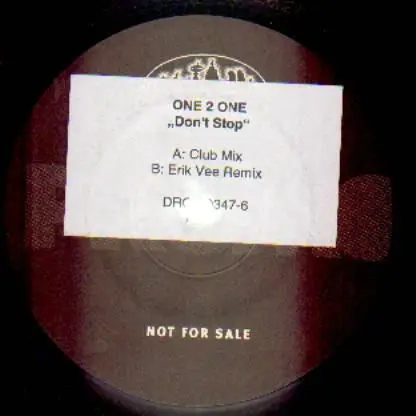 ONE 2 ONE
„Don't Stop“
A: Club Mix
B: Erik Vee Remix
NOT FOR SALE